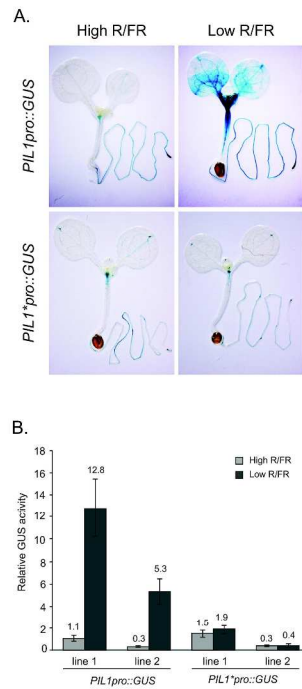 A.
High R/FR Low R/FR
PIL1pro::GUS
PIL1*pro::GUS
B.
Relative GUS activity
18
16
14
12
10
8
6
4
2
0
High R/FR
Low R/FR
1.1
12.8
0.3
5.3
1.5
1.9
0.3
0.4
line 1 line 2 line 1 line 2
PIL1pro::GUS PIL1*pro::GUS